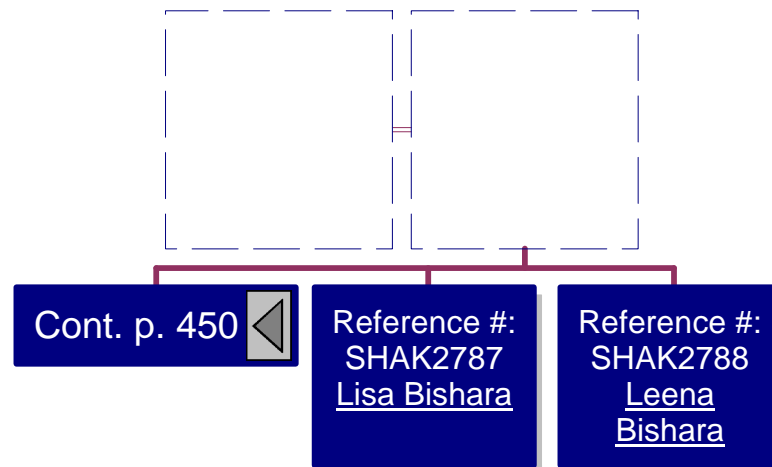 Cont. p. 450
Reference #:
SHAK2787
Lisa Bishara
Reference #:
SHAK2788
Leena
Bishara